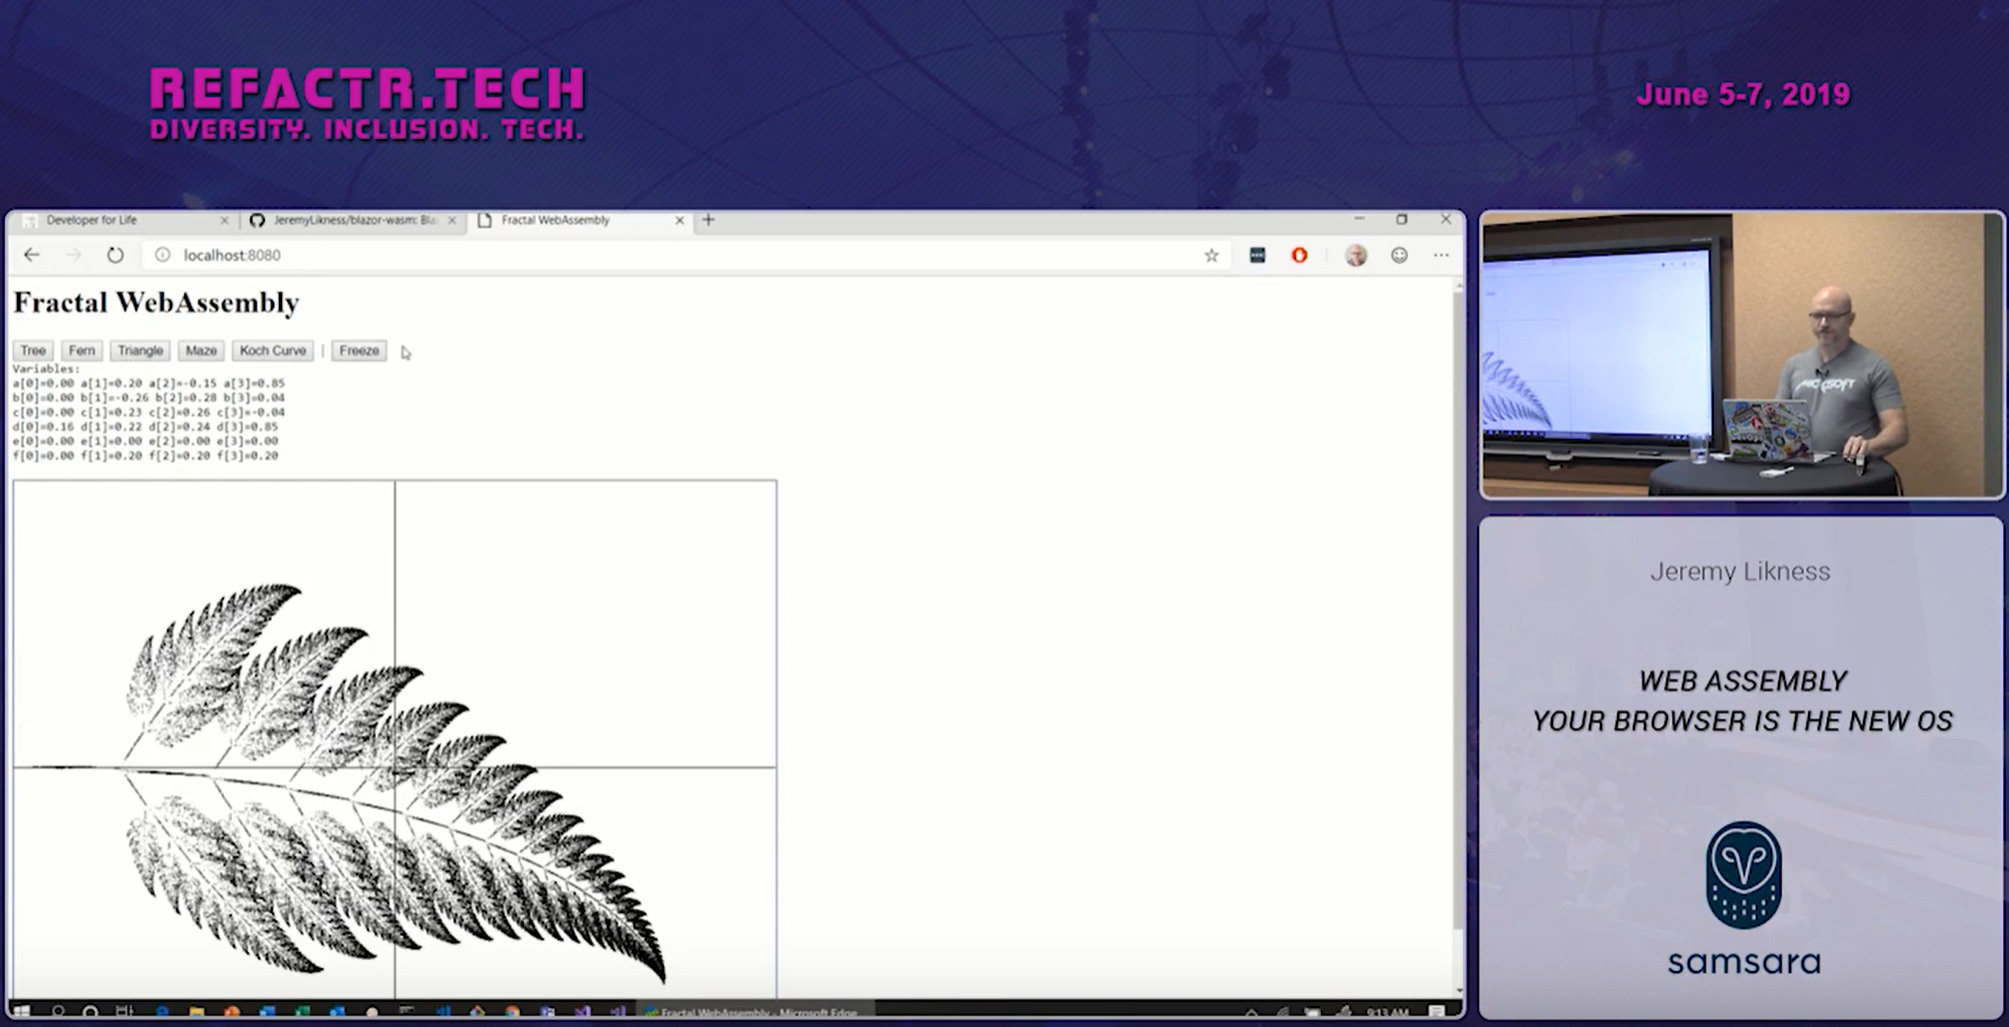 REFACTR.TECH
DIVERSITY. INCLUSION. TECH.
June 5-7, 2019
Developer for Life
JeremyLikness/blazor-wasm: Bla
Fractal WebAssembly
localhost:8080
Fractal WebAssembly
Tree Fern Triangle Maze Koch Curve | Freeze
Variables:
a[0]=0.00 a[1]=0.20 a[2]=-0.15 a[3]=0.85
b[0]=0.00 b[1]=-0.26 b[2]=0.28 b[3]=0.04
c[0]=0.00 c[1]=0.23 c[2]=0.26 c[3]=-0.04
d[0]=0.16 d[1]=0.22 d[2]=0.24 d[3]=0.85
e[0]=0.00 e[1]=0.00 e[2]=0.00 e[3]=0.00
f[0]=0.00 f[1]=0.20 f[2]=0.20 f[3]=0.20
Fractal WebAssembly - Microsoft Edge
9:13 AM
MICROSOFT
Jeremy Likness
WEB ASSEMBLY
YOUR BROWSER IS THE NEW OS
samsara